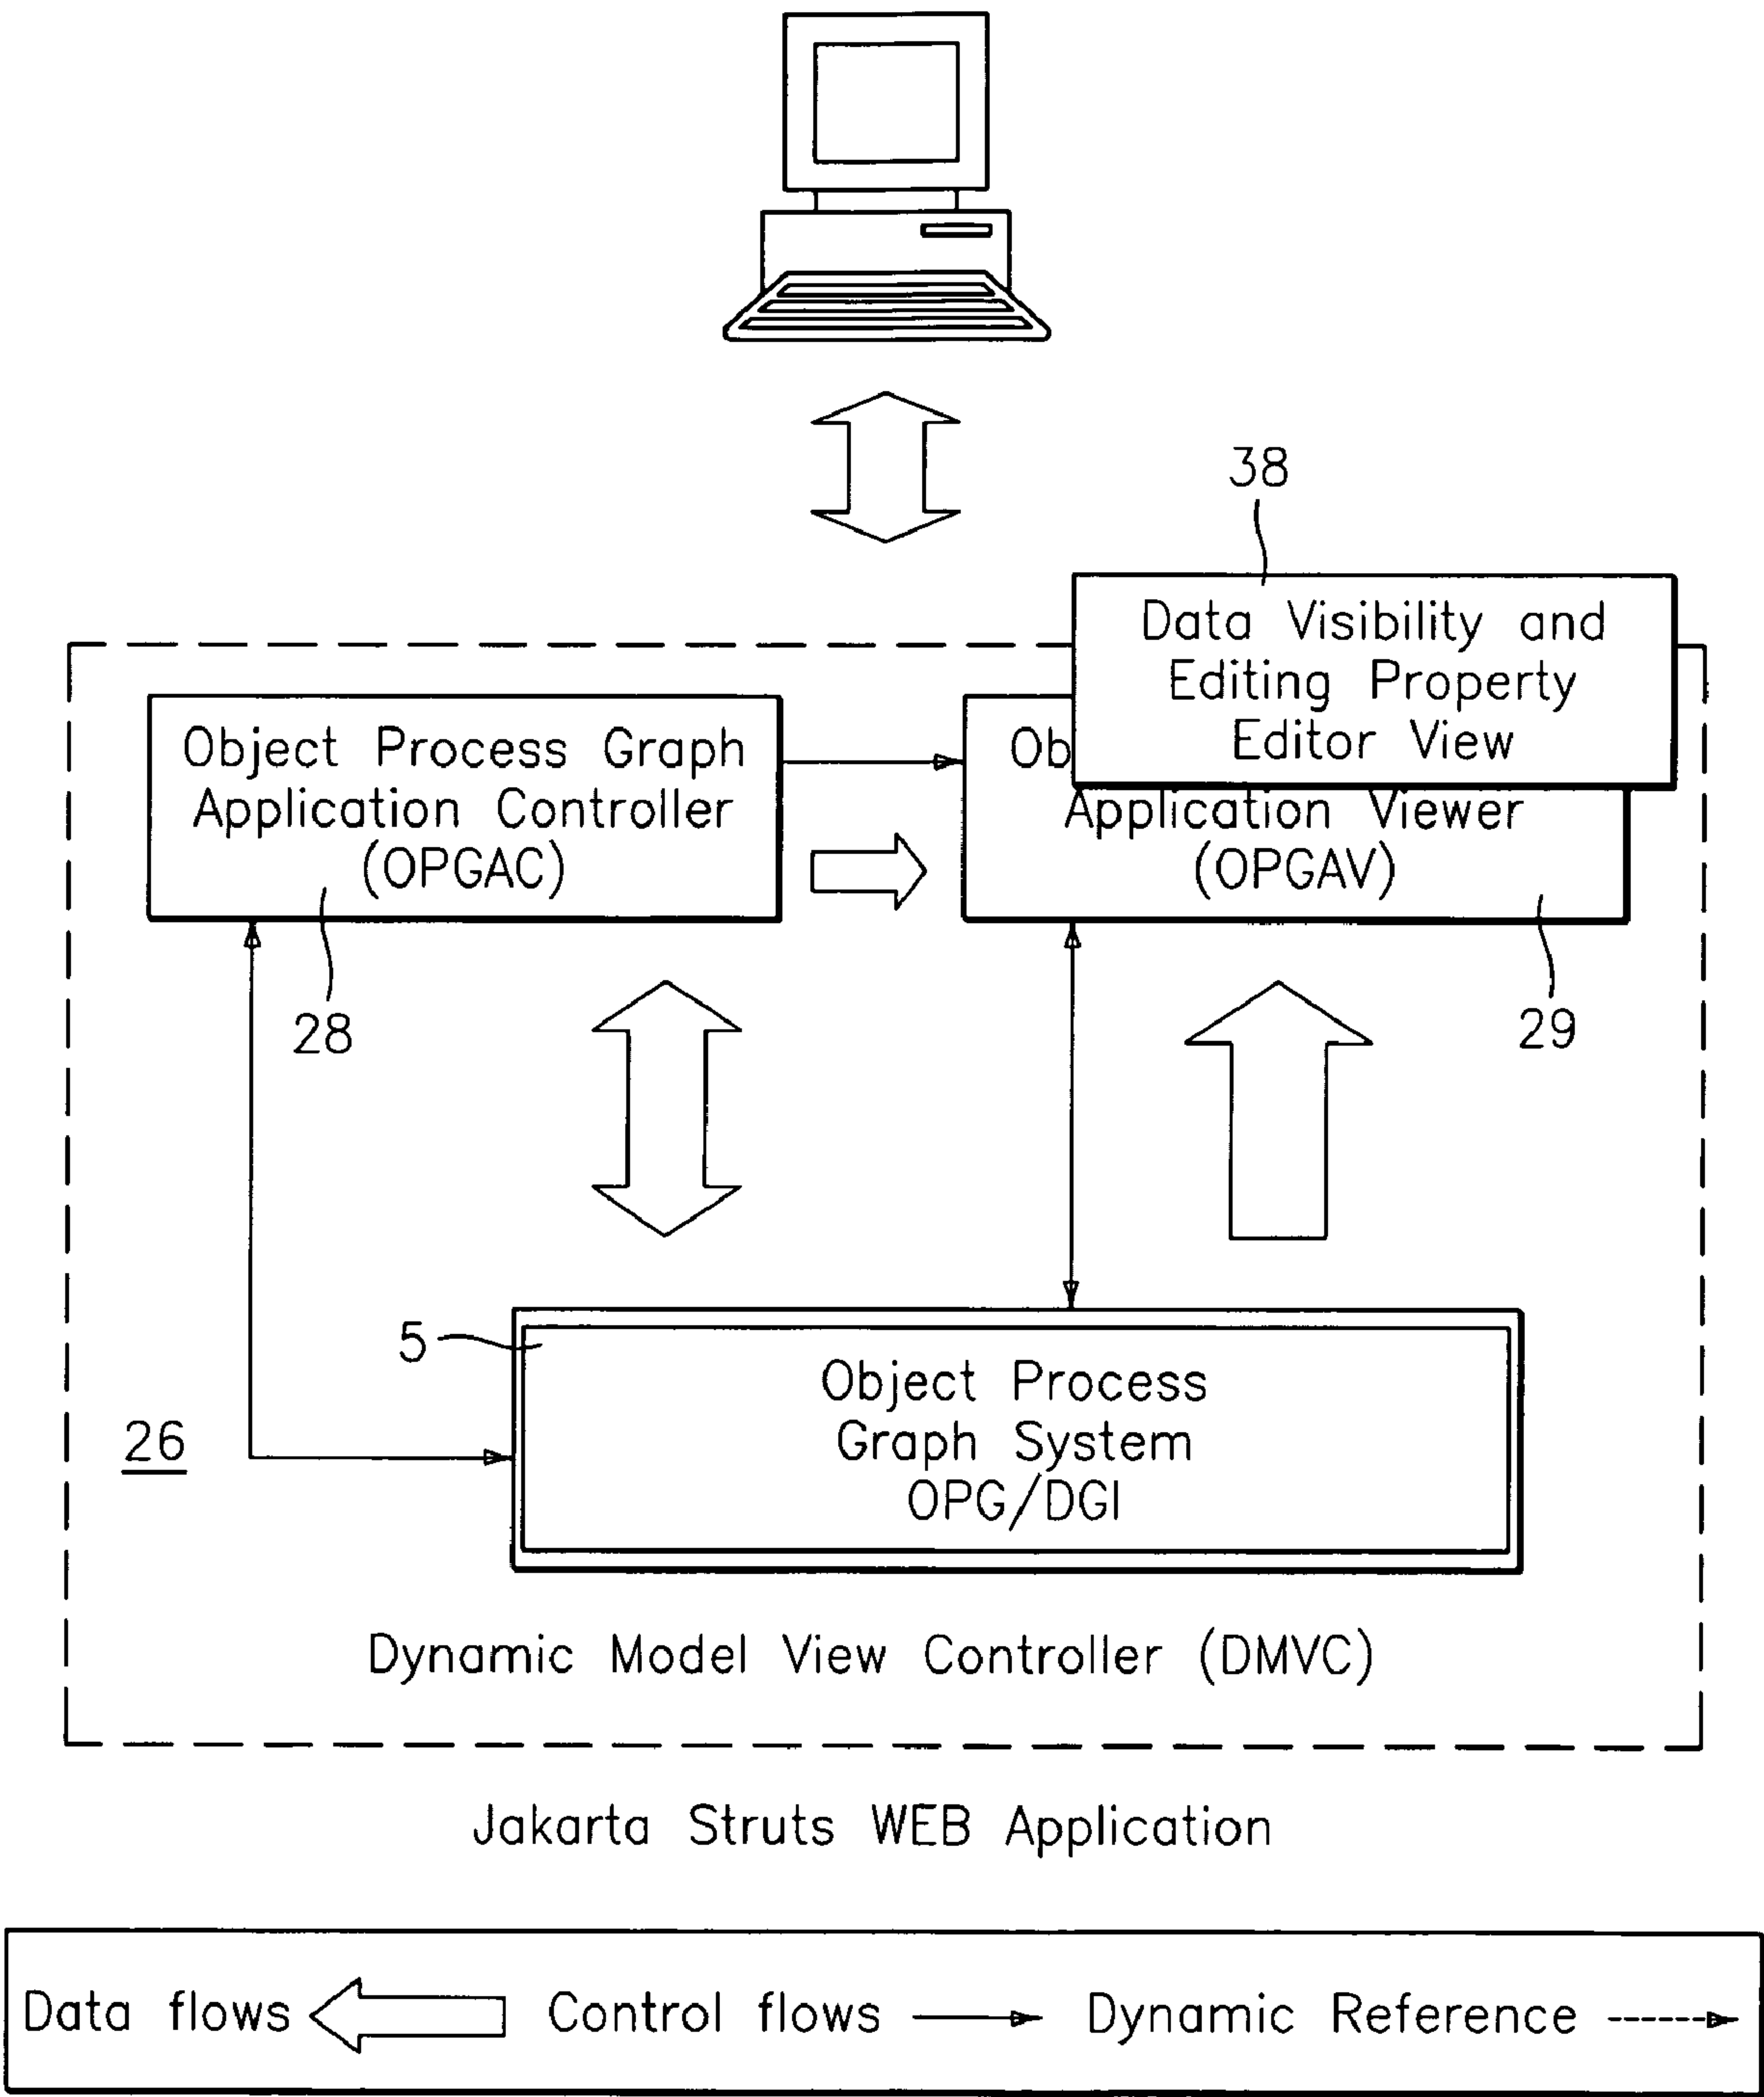 38
Data Visibility and
Editing Property
Editor View
Object Process Graph
Application Controller
(OPGAC)
28
Ob
Application Viewer
(OPGAV)
29
5
Object Process
Graph System
OPG/DGI
26
Dynamic Model View Controller (DMVC)
Jakarta Struts WEB Application
Data flows Control flows Dynamic Reference